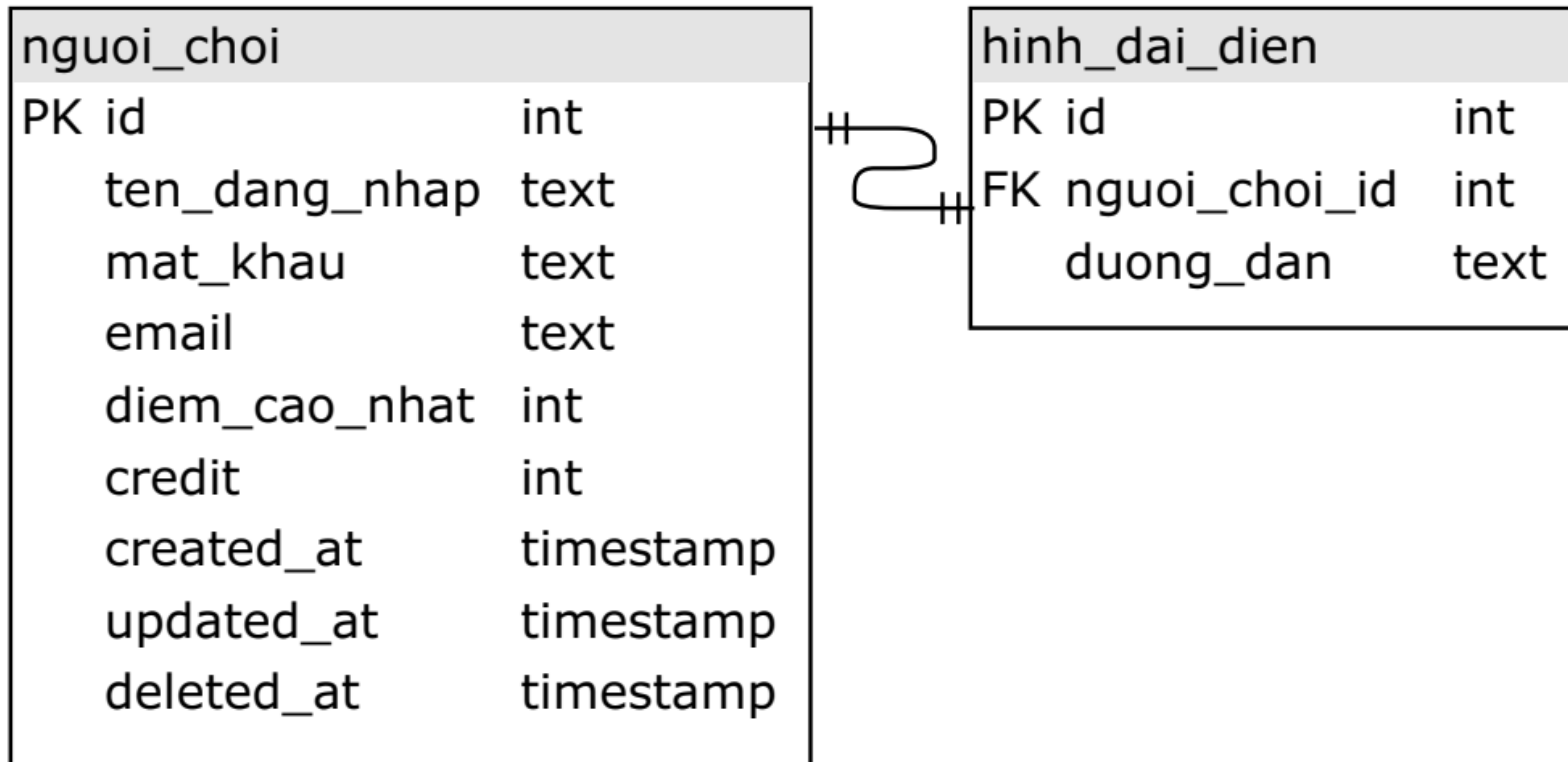 nguoi_choi
PK id int
ten_dang_nhap text
mat_khau text
email text
diem_cao_nhat int
credit int
created_at timestamp
updated_at timestamp
deleted_at timestamp
hinh_dai_dien
PK id int
FK nguoi_choi_id int
duong_dan text